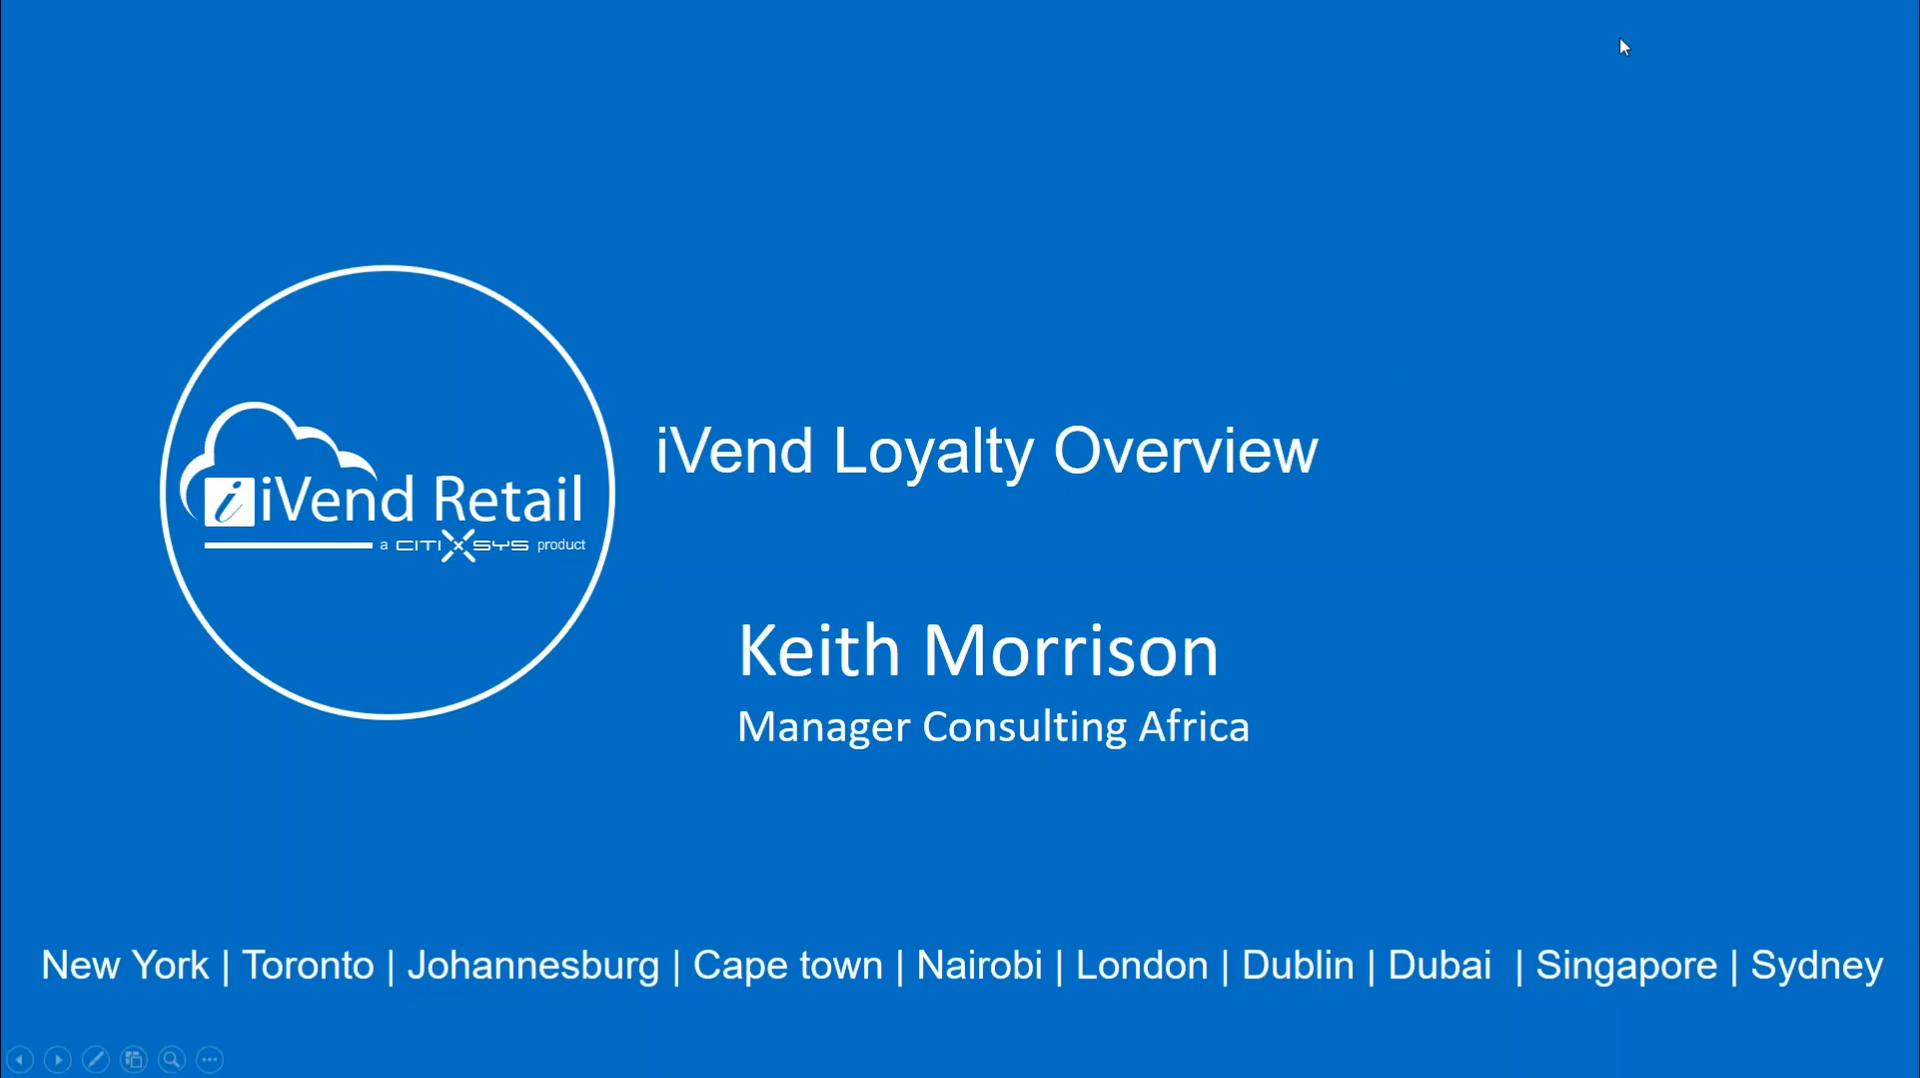 iVend Loyalty Overview
i iVend Retail
a CITIXSYS product
Keith Morrison
Manager Consulting Africa
New York | Toronto | Johannesburg | Cape town | Nairobi | London | Dublin | Dubai | Singapore | Sydney